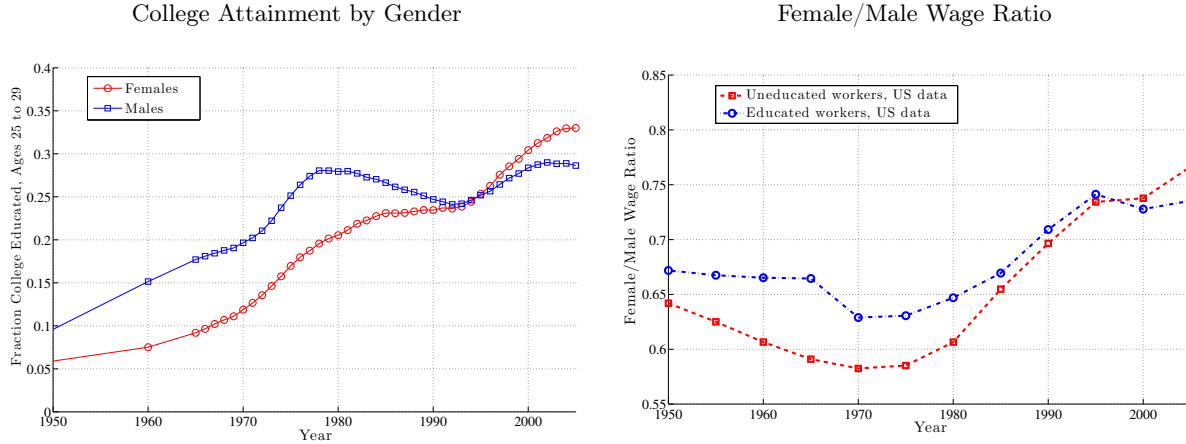 College Attainment by Gender
Fraction College Educated, Ages 25 to 29
0.4
0.35
0.3
0.25
0.2
0.15
0.1
0.05
0
Females
Males
1950 1960 1970 1980 1990 2000
Year
Female/Male Wage Ratio
Female/Male Wage Ratio
0.85
0.8
0.75
0.7
0.65
0.6
0.55
Uneducated workers, US data
Educated workers, US data
1950 1960 1970 1980 1990 2000
Year